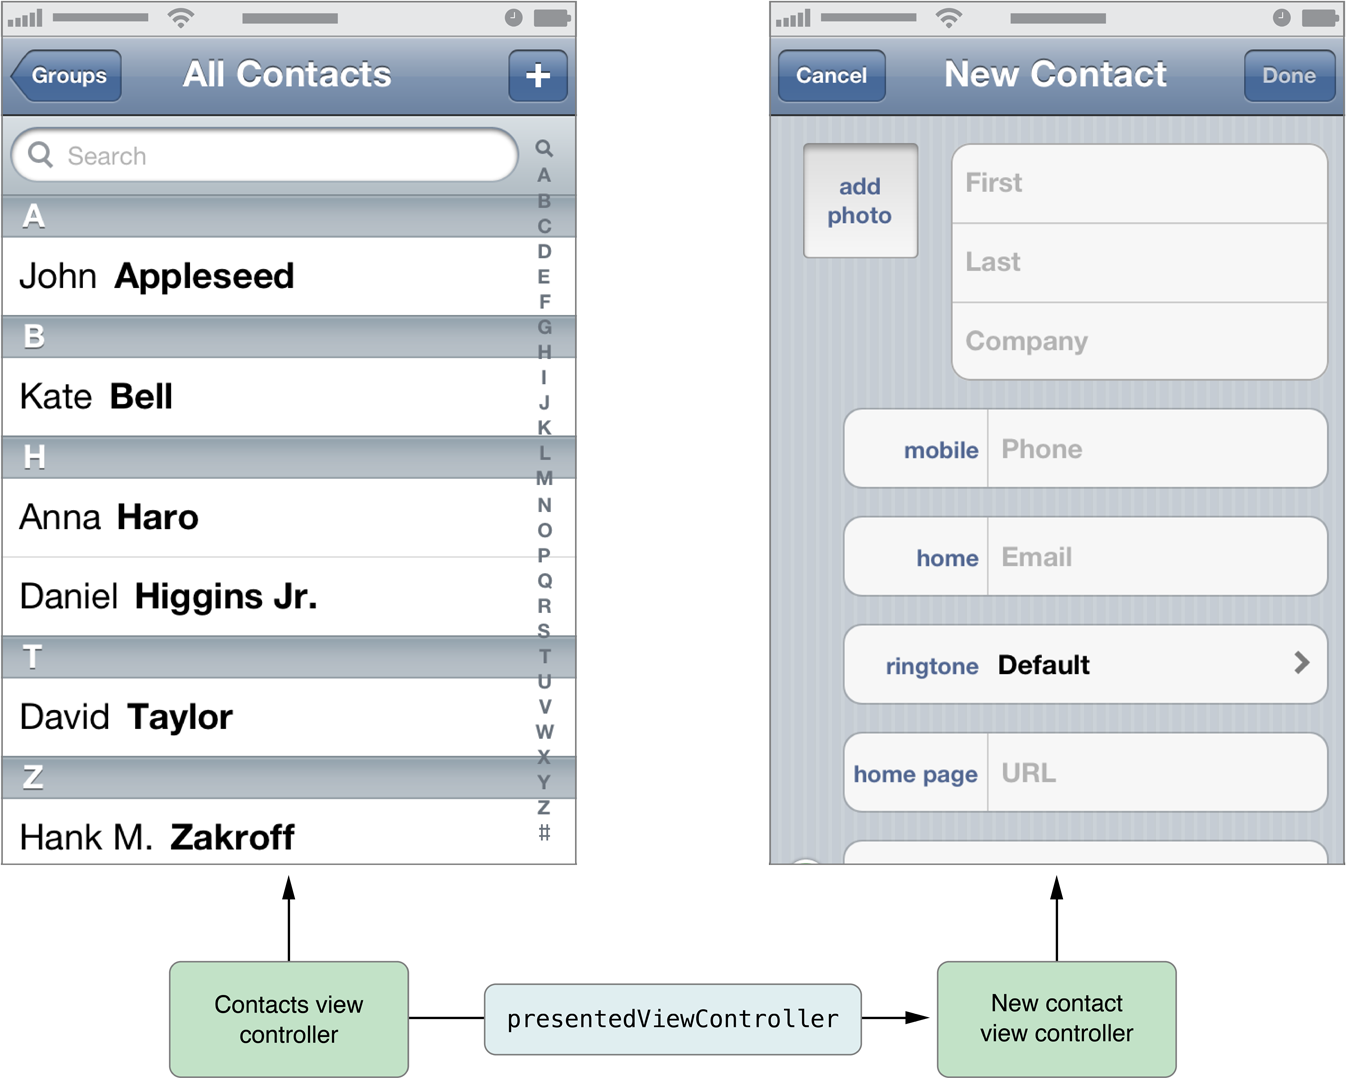 Groups
All Contacts
+
Search
A
John Appleseed
B
Kate Bell
H
Anna Haro
Daniel Higgins Jr.
T
David Taylor
Z
Hank M. Zakroff
A
B
C
D
E
F
G
H
I
J
K
L
M
N
O
P
Q
R
S
T
U
V
W
X
Y
Z
#
Cancel
New Contact
Done
add
photo
First
Last
Company
mobile Phone
home Email
ringtone Default
home page URL
Contacts view
controller
presentedViewController
New contact
view controller